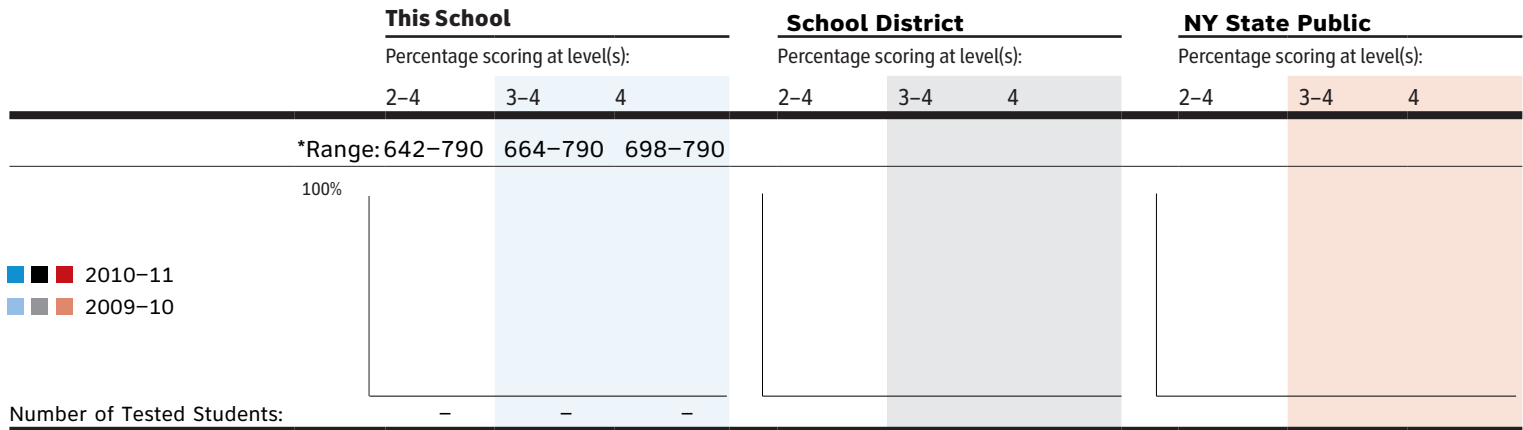 This School School District NY State Public
Percentage scoring at level(s): Percentage scoring at level(s): Percentage scoring at level(s):
2–4 3–4 4 2–4 3–4 4 2–4 3–4 4
*Range: 642–790 664–790 698–790
100%
2010–11
2009–10
Number of Tested Students: – – –